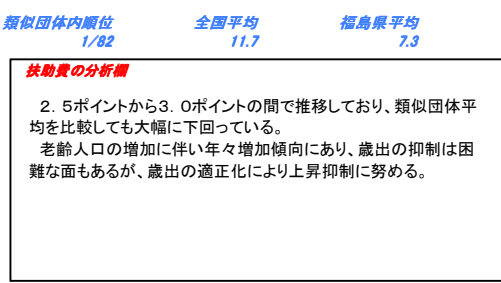 類似団体内順位 全国平均 福島県平均
1/82 11.7 7.3
扶助費の分析欄
　２．５ポイントから３．０ポイントの間で推移しており、類似団体平
均を比較しても大幅に下回っている。
　老齢人口の増加に伴い年々増加傾向にあり、歳出の抑制は困
難な面もあるが、歳出の適正化により上昇抑制に努める。